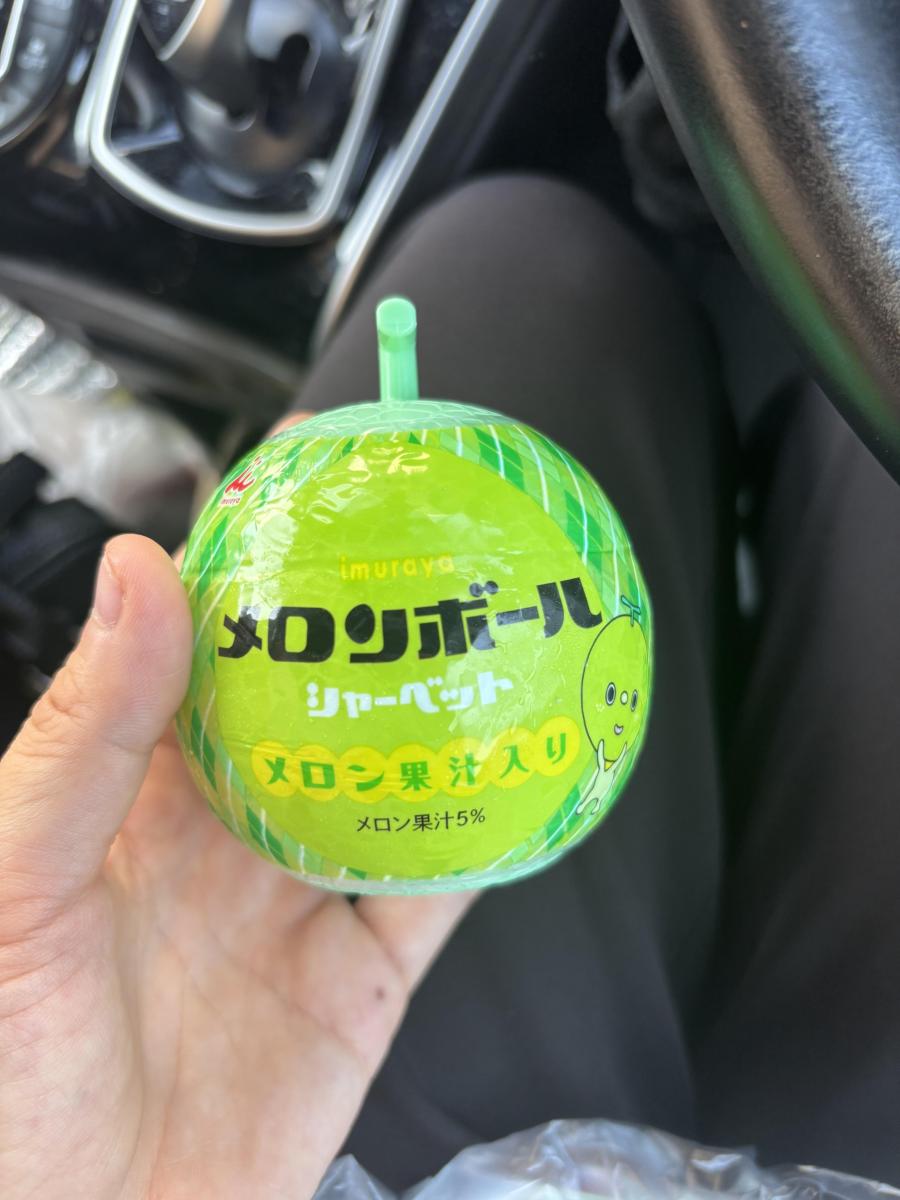 imuraya
imuraya
メロンボール
シャーベット
メロン果汁入り
メロン果汁5%